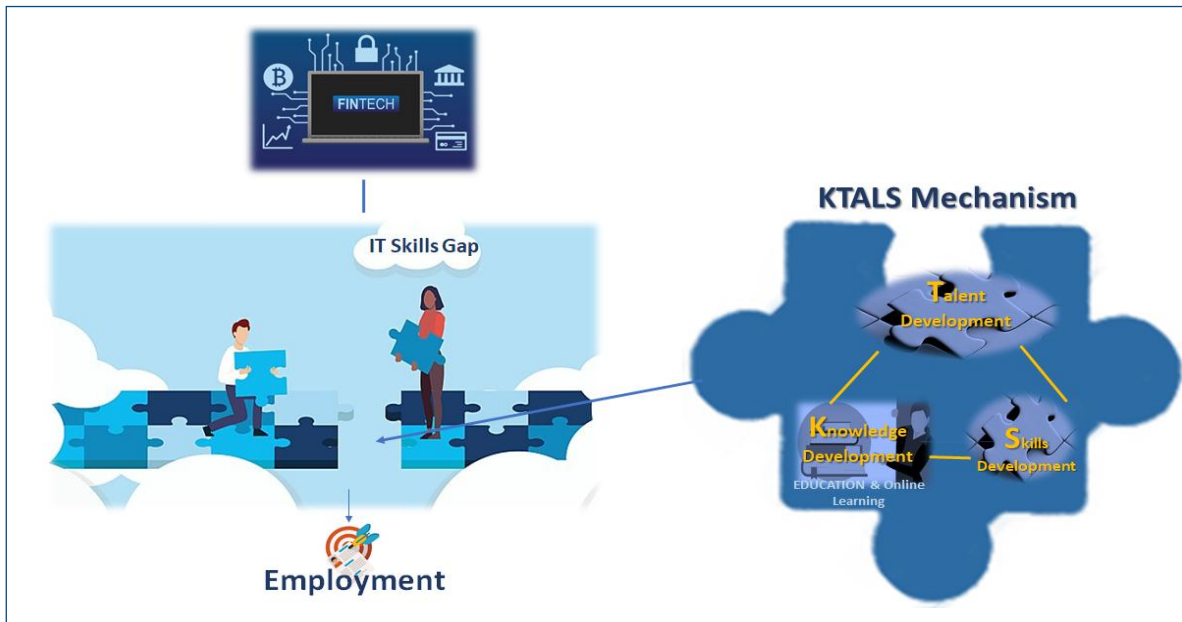 FINTECH
IT Skills Gap
Employment
KTALS Mechanism
Talent
Development
Knowledge
Development
EDUCATION & Online
Learning
Skills
Development